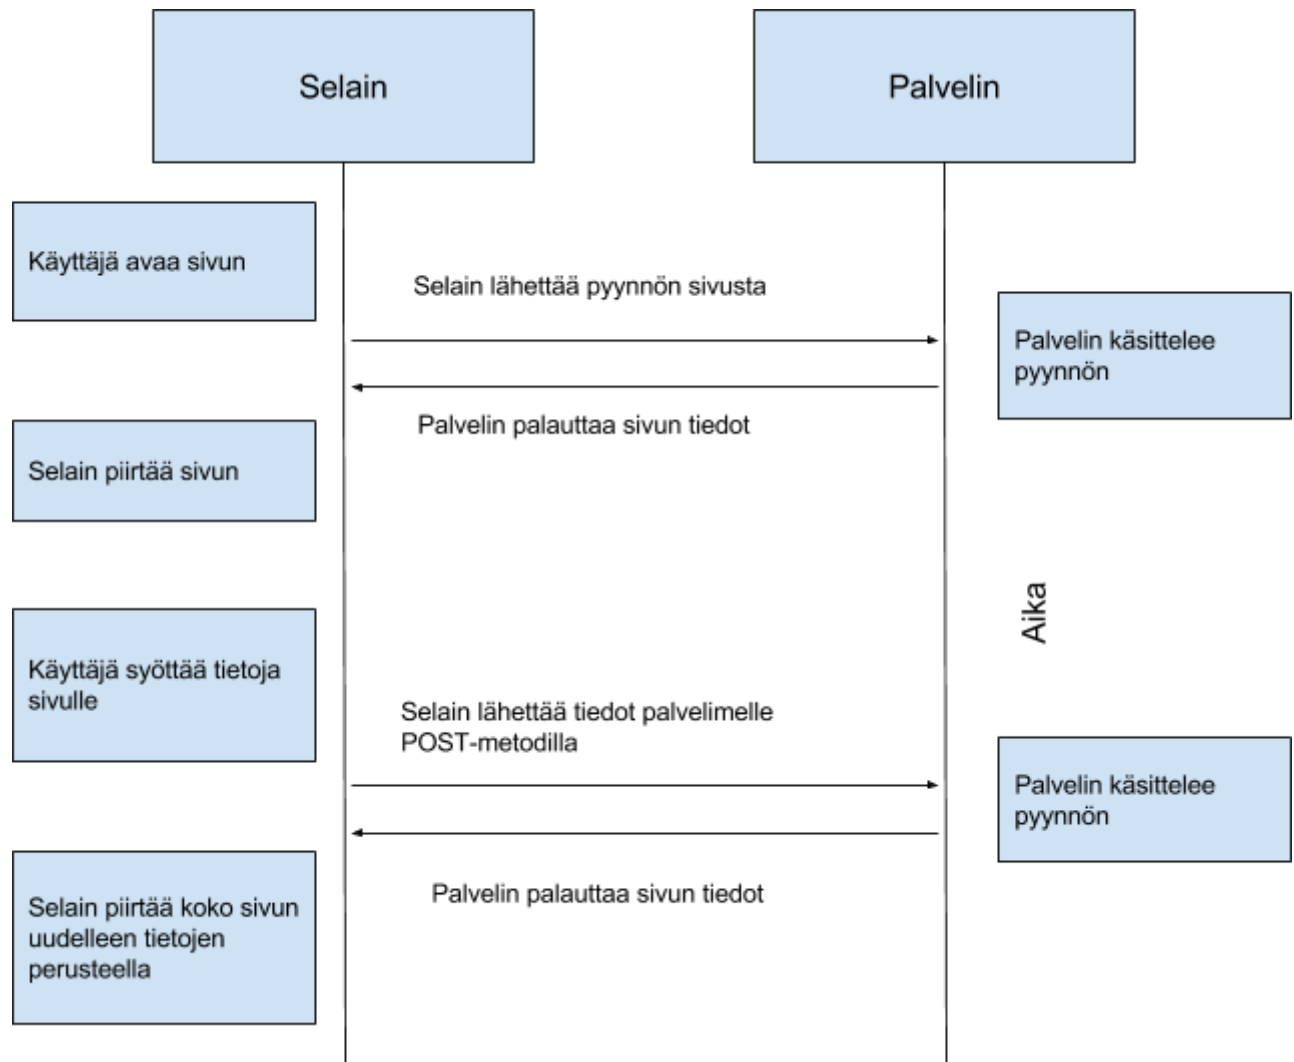 Selain
Palvelin
Käyttäjä avaa sivun
Selain lähettää pyynnön sivusta
Palvelin käsittelee
pyynnön
Palvelin palauttaa sivun tiedot
Selain piirtää sivun
Aika
Käyttäjä syöttää tietoja
sivulle
Selain lähettää tiedot palvelimelle
POST-metodilla
Palvelin käsittelee
pyynnön
Palvelin palauttaa sivun tiedot
Selain piirtää koko sivun
uudelleen tietojen
perusteella